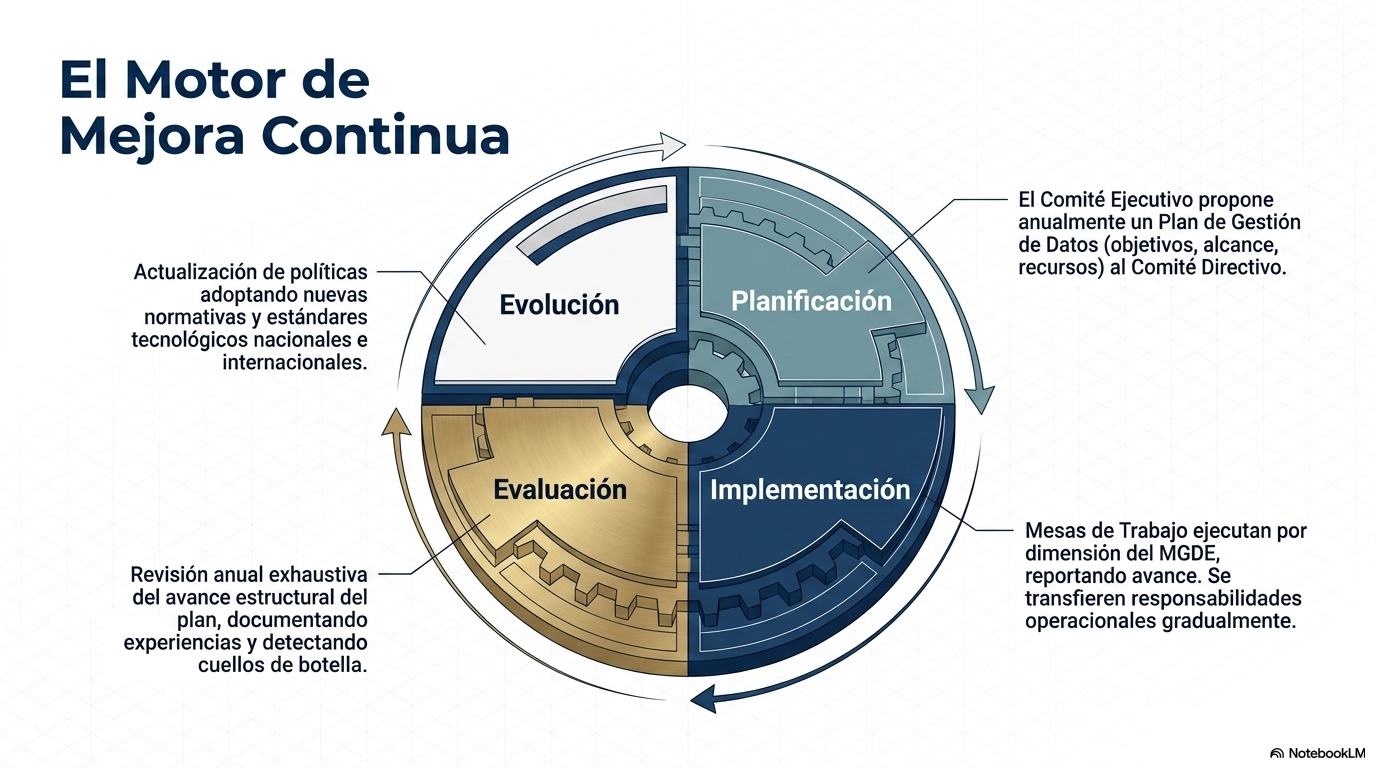 El Motor de
Mejora Continua
Evolución
Actualización de políticas
adoptando nuevas
normativas y estándares
tecnológicos nacionales e
internacionales.
Planificación
El Comité Ejecutivo propone
anualmente un Plan de Gestión
de Datos (objetivos, alcance,
recursos) al Comité Directivo.
Evaluación
Revisión anual exhaustiva
del avance estructural del
plan, documentando
experiencias y detectando
cuellos de botella.
Implementación
Mesas de Trabajo ejecutan por
dimensión del MGDE,
reportando avance. Se
transfieren responsabilidades
operacionales gradualmente.
NotebookLM